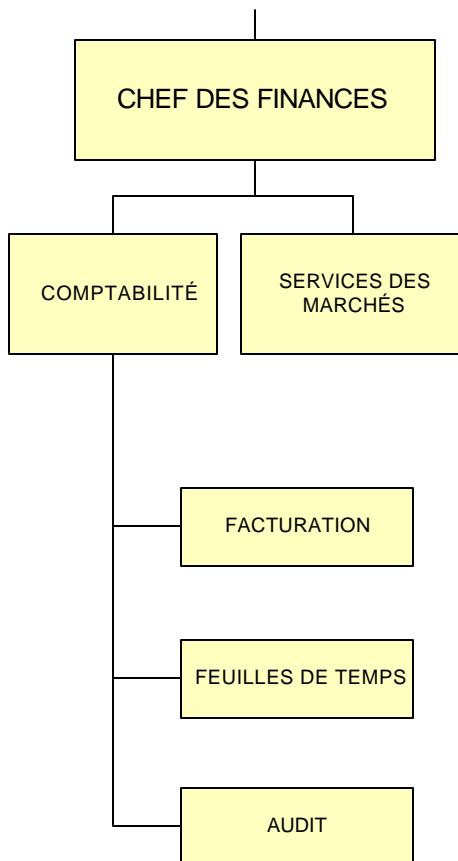 CHEF DES FINANCES
COMPTABILITÉ
SERVICES DES
MARCHÉS
FACTURATION
FEUILLES DE TEMPS
AUDIT